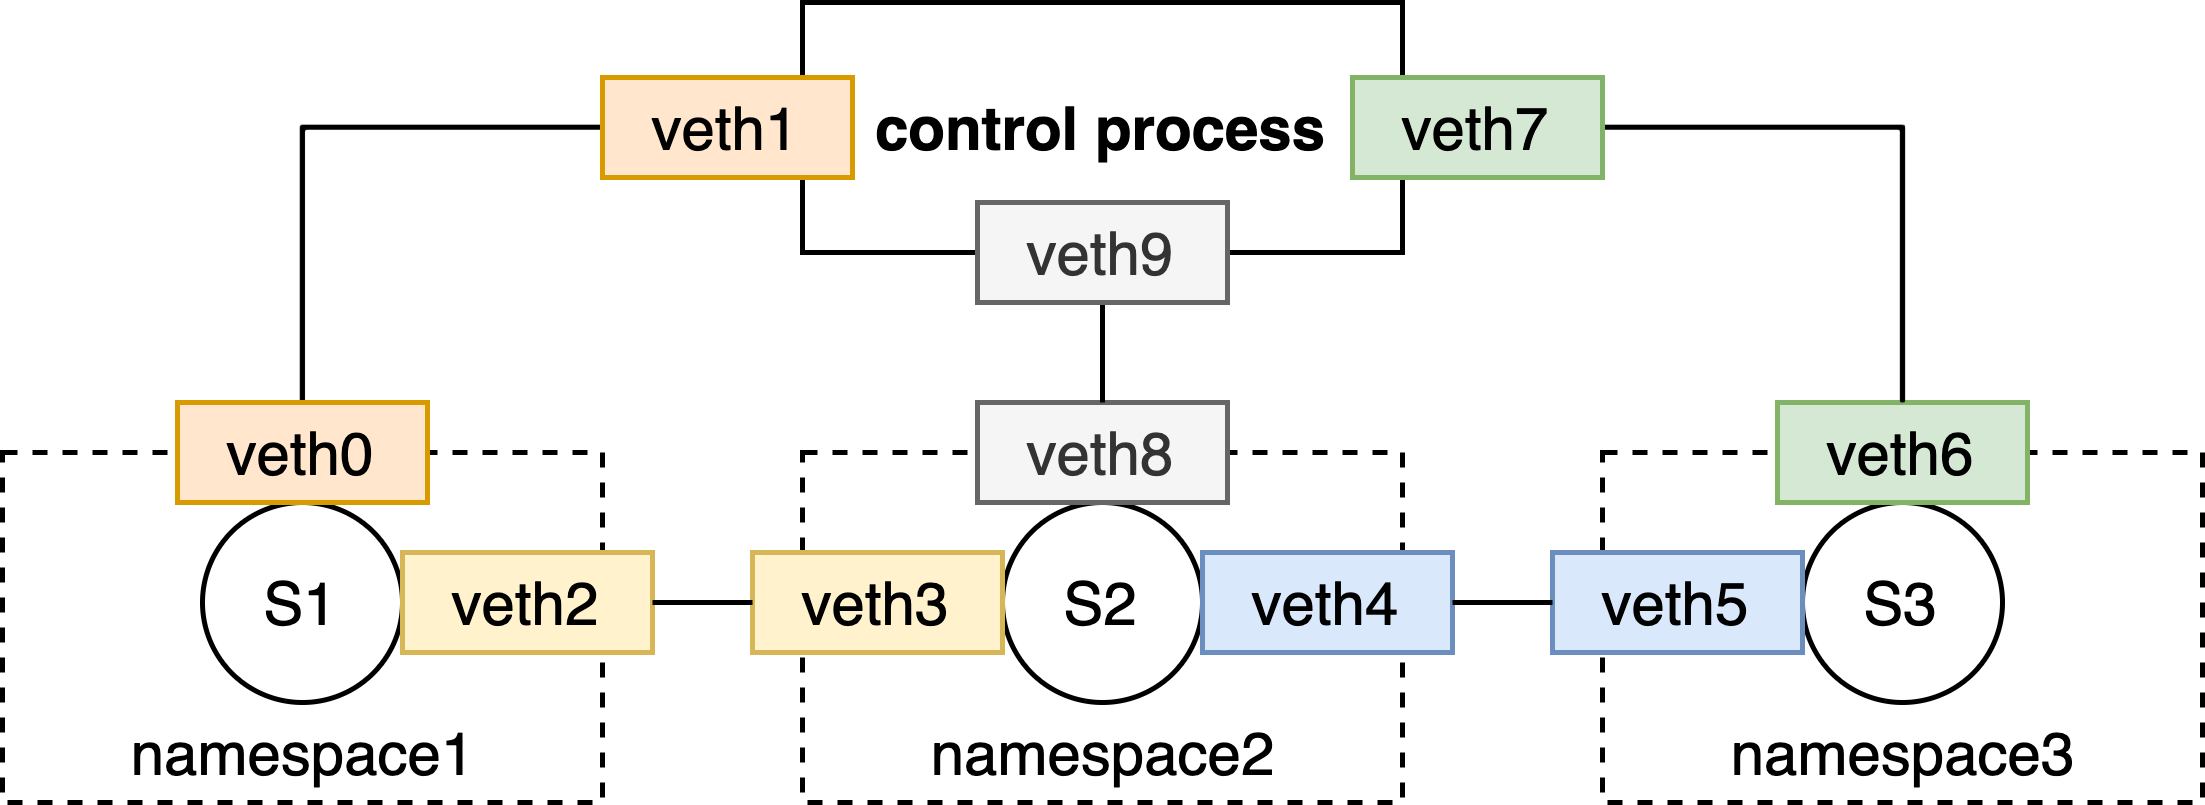 veth1
control process
veth7
veth9
veth0
veth8
veth6
S1
veth2
veth3
S2
veth4
veth5
S3
namespace1
namespace2
namespace3